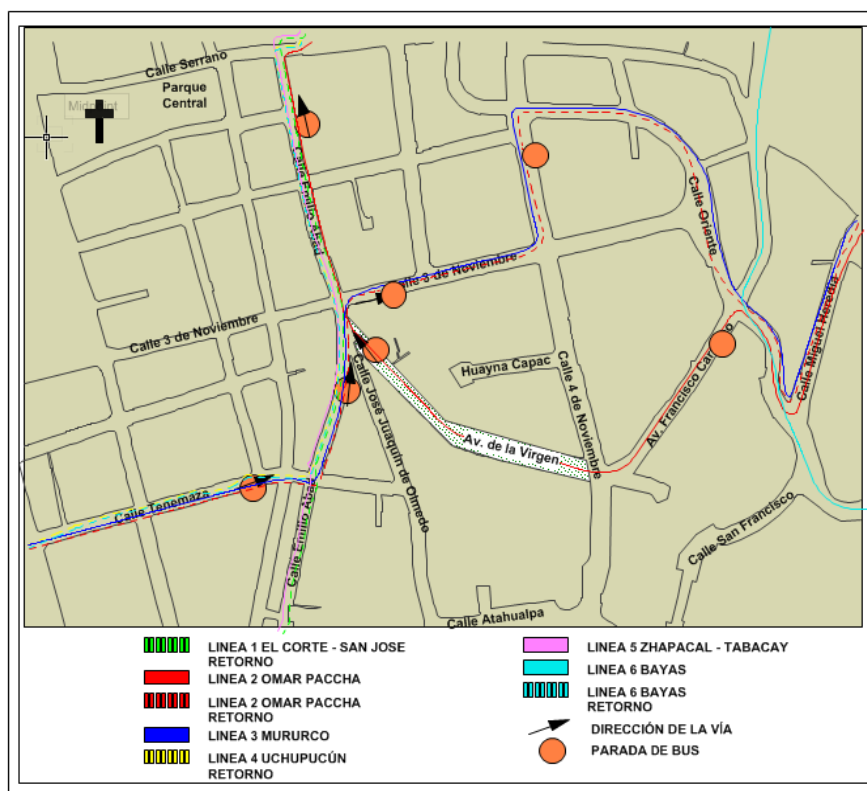 Calle Serrano
Midpoint
Parque
Central
Calle Emilio Abad
Calle Oriente
Calle 3 de Noviembre
Calle 3 de Noviembre
Calle Miguel Heredia
Huayna Capac
Calle José Juaquín de Olmedo
Calle 4 de Noviembre
Av. Francisco
Av. de la Virgen
Calle Tenemaza
Calle Emilio Abad
Calle San Francisco
Calle Atahualpa
LINEA 1 EL CORTE - SAN JOSE
RETORNO
LINEA 2 OMAR PACCHA
LINEA 2 OMAR PACCHA
RETORNO
LINEA 3 MURURCO
LINEA 4 UCHUPUCÚN
RETORNO
LINEA 5 ZHAPACAL - TABACAY
LINEA 6 BAYAS
LINEA 6 BAYAS
RETORNO
DIRECCIÓN DE LA VÍA
PARADA DE BUS